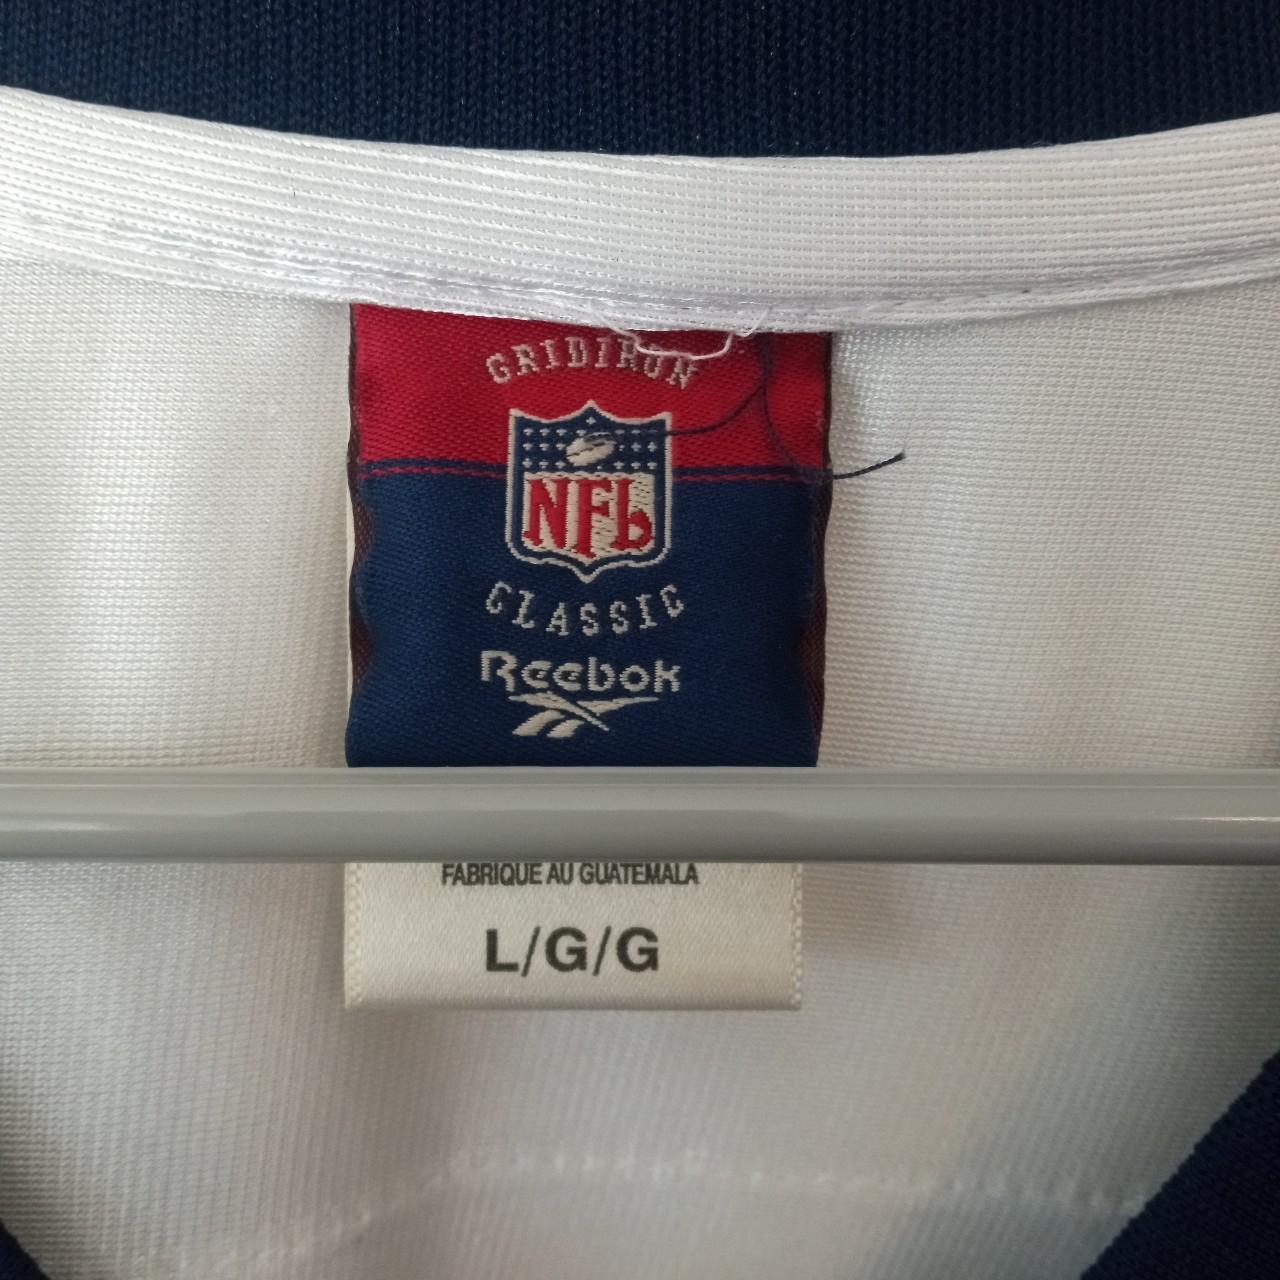 GRIDIRON
NFL
CLASSIC
Reebok
FABRIQUE AU GUATEMALA
L/G/G